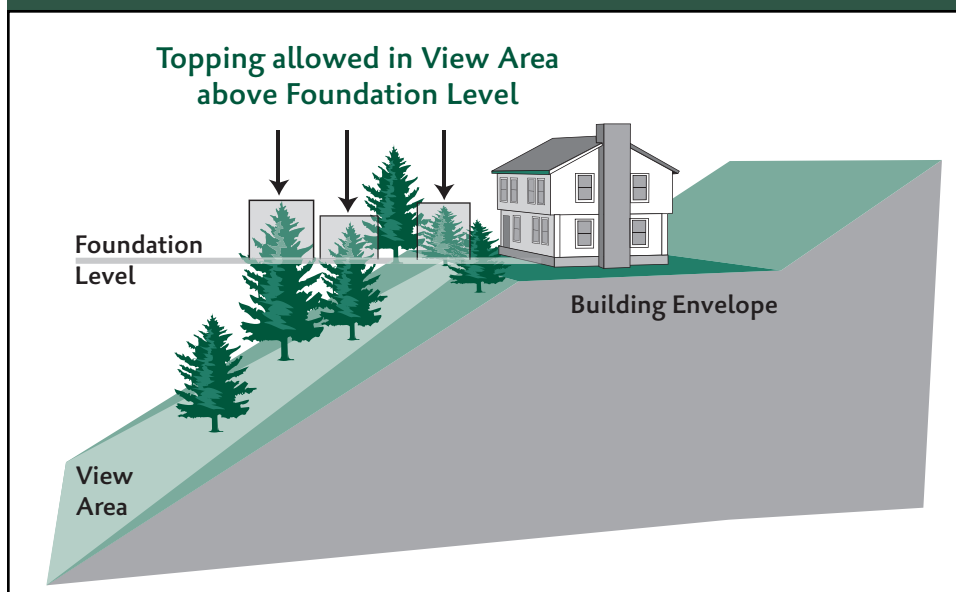 Topping allowed in View Area
above Foundation Level
Foundation
Level
Building Envelope
View
Area